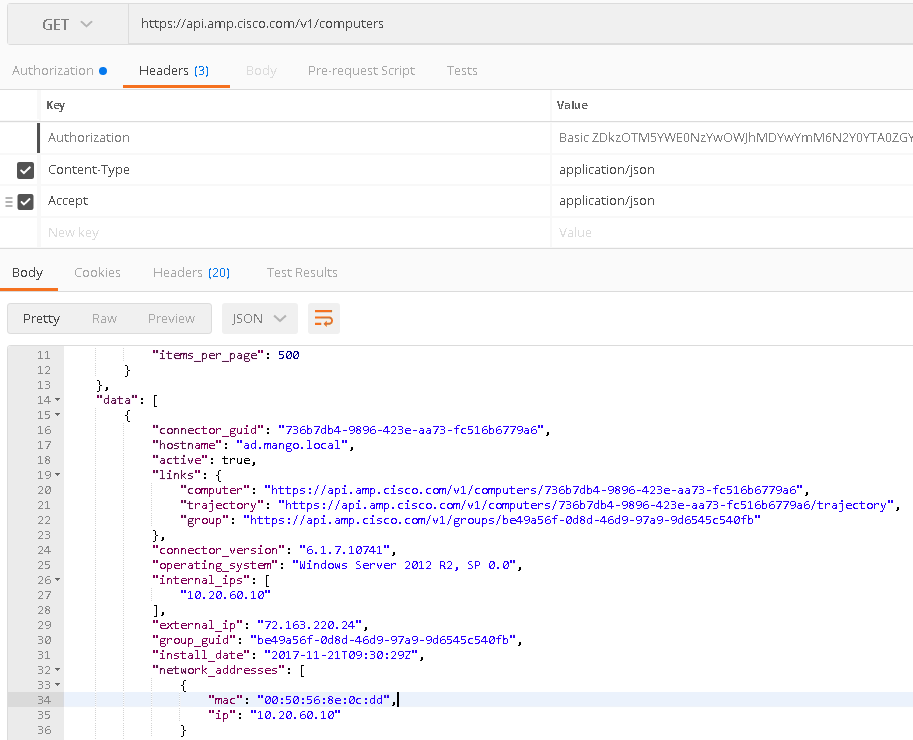 GET https://api.amp.cisco.com/v1/computers
Authorization Headers (3) Body Pre-request Script Tests
Key Value
Authorization Basic ZDkzOTM5YWE0NzYwOWJhMDYwYmM6N2Y0YTA0ZGY
Content-Type application/json
Accept application/json
New key Value
Body Cookies Headers (20) Test Results
Pretty Raw Preview JSON
11 "items_per_page": 500
12 }
13 },
14 "data": [
15 {
16 "connector_guid": "736b7db4-9896-423e-aa73-fc516b6779a6",
17 "hostname": "ad.mango.local",
18 "active": true,
19 "links": {
20 "computer": "https://api.amp.cisco.com/v1/computers/736b7db4-9896-423e-aa73-fc516b6779a6",
21 "trajectory": "https://api.amp.cisco.com/v1/computers/736b7db4-9896-423e-aa73-fc516b6779a6/trajectory",
22 "group": "https://api.amp.cisco.com/v1/groups/be49a56f-0d8d-46d9-97a9-9d6545c540fb"
23 },
24 "connector_version": "6.1.7.10741",
25 "operating_system": "Windows Server 2012 R2, SP 0.0",
26 "internal_ips": [
27 "10.20.60.10"
28 ],
29 "external_ip": "72.163.220.24",
30 "group_guid": "be49a56f-0d8d-46d9-97a9-9d6545c540fb",
31 "install_date": "2017-11-21T09:30:29Z",
32 "network_addresses": [
33 {
34 "mac": "00:50:56:8e:0c:dd",
35 "ip": "10.20.60.10"
36 }